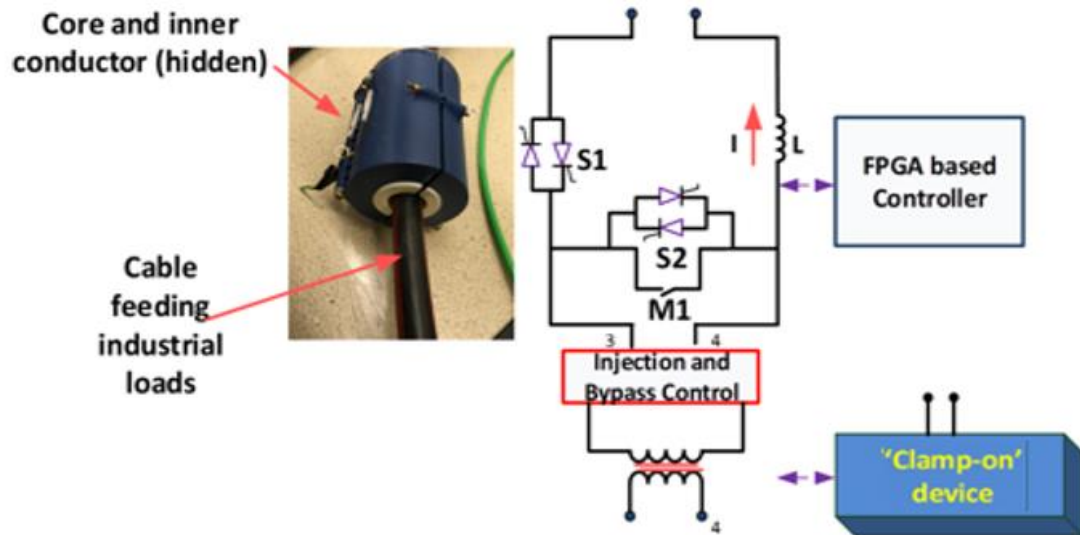 Core and inner
conductor (hidden)
Cable
feeding
industrial
loads
S1
I
L
S2
M1
3
4
Injection and
Bypass Control
4
FPGA based
Controller
'Clamp-on'
device